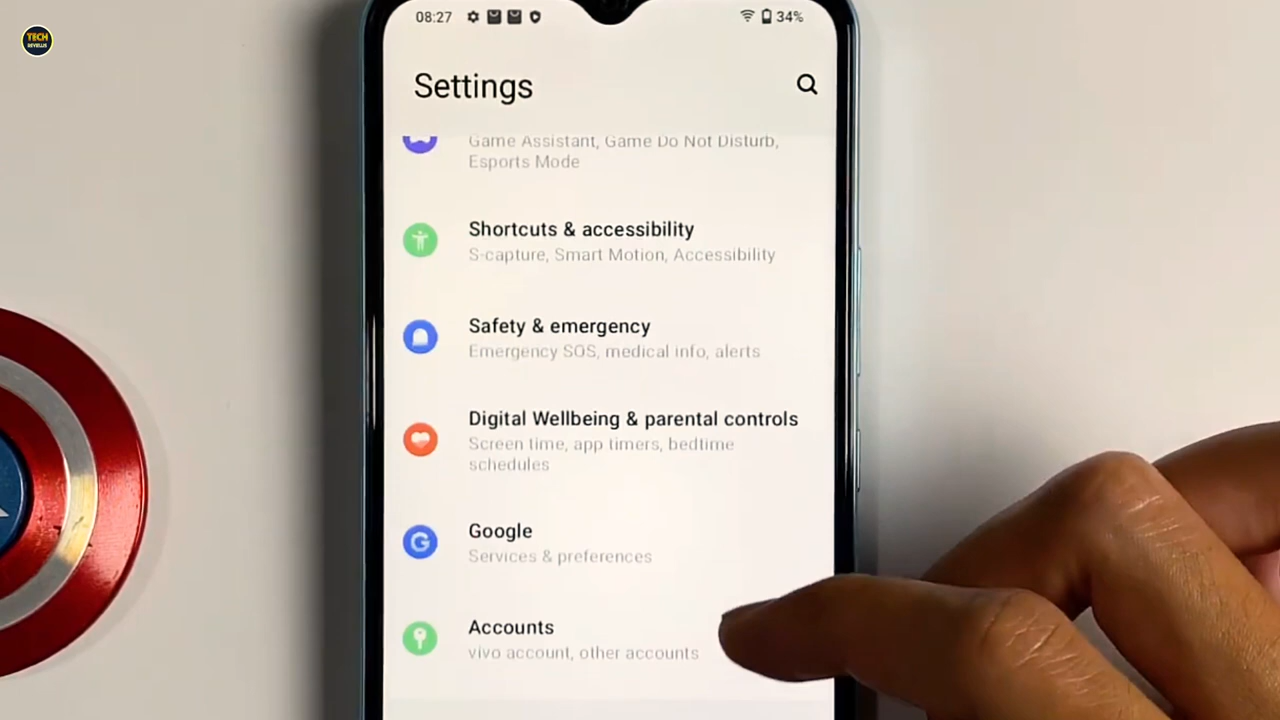 TECH
REVIEWS
08:27
34%
Settings
Game Assistant, Game Do Not Disturb,
Esports Mode
Shortcuts & accessibility
S-capture, Smart Motion, Accessibility
Safety & emergency
Emergency SOS, medical info, alerts
Digital Wellbeing & parental controls
Screen time, app timers, bedtime
schedules
Google
Services & preferences
Accounts
vivo account, other accounts